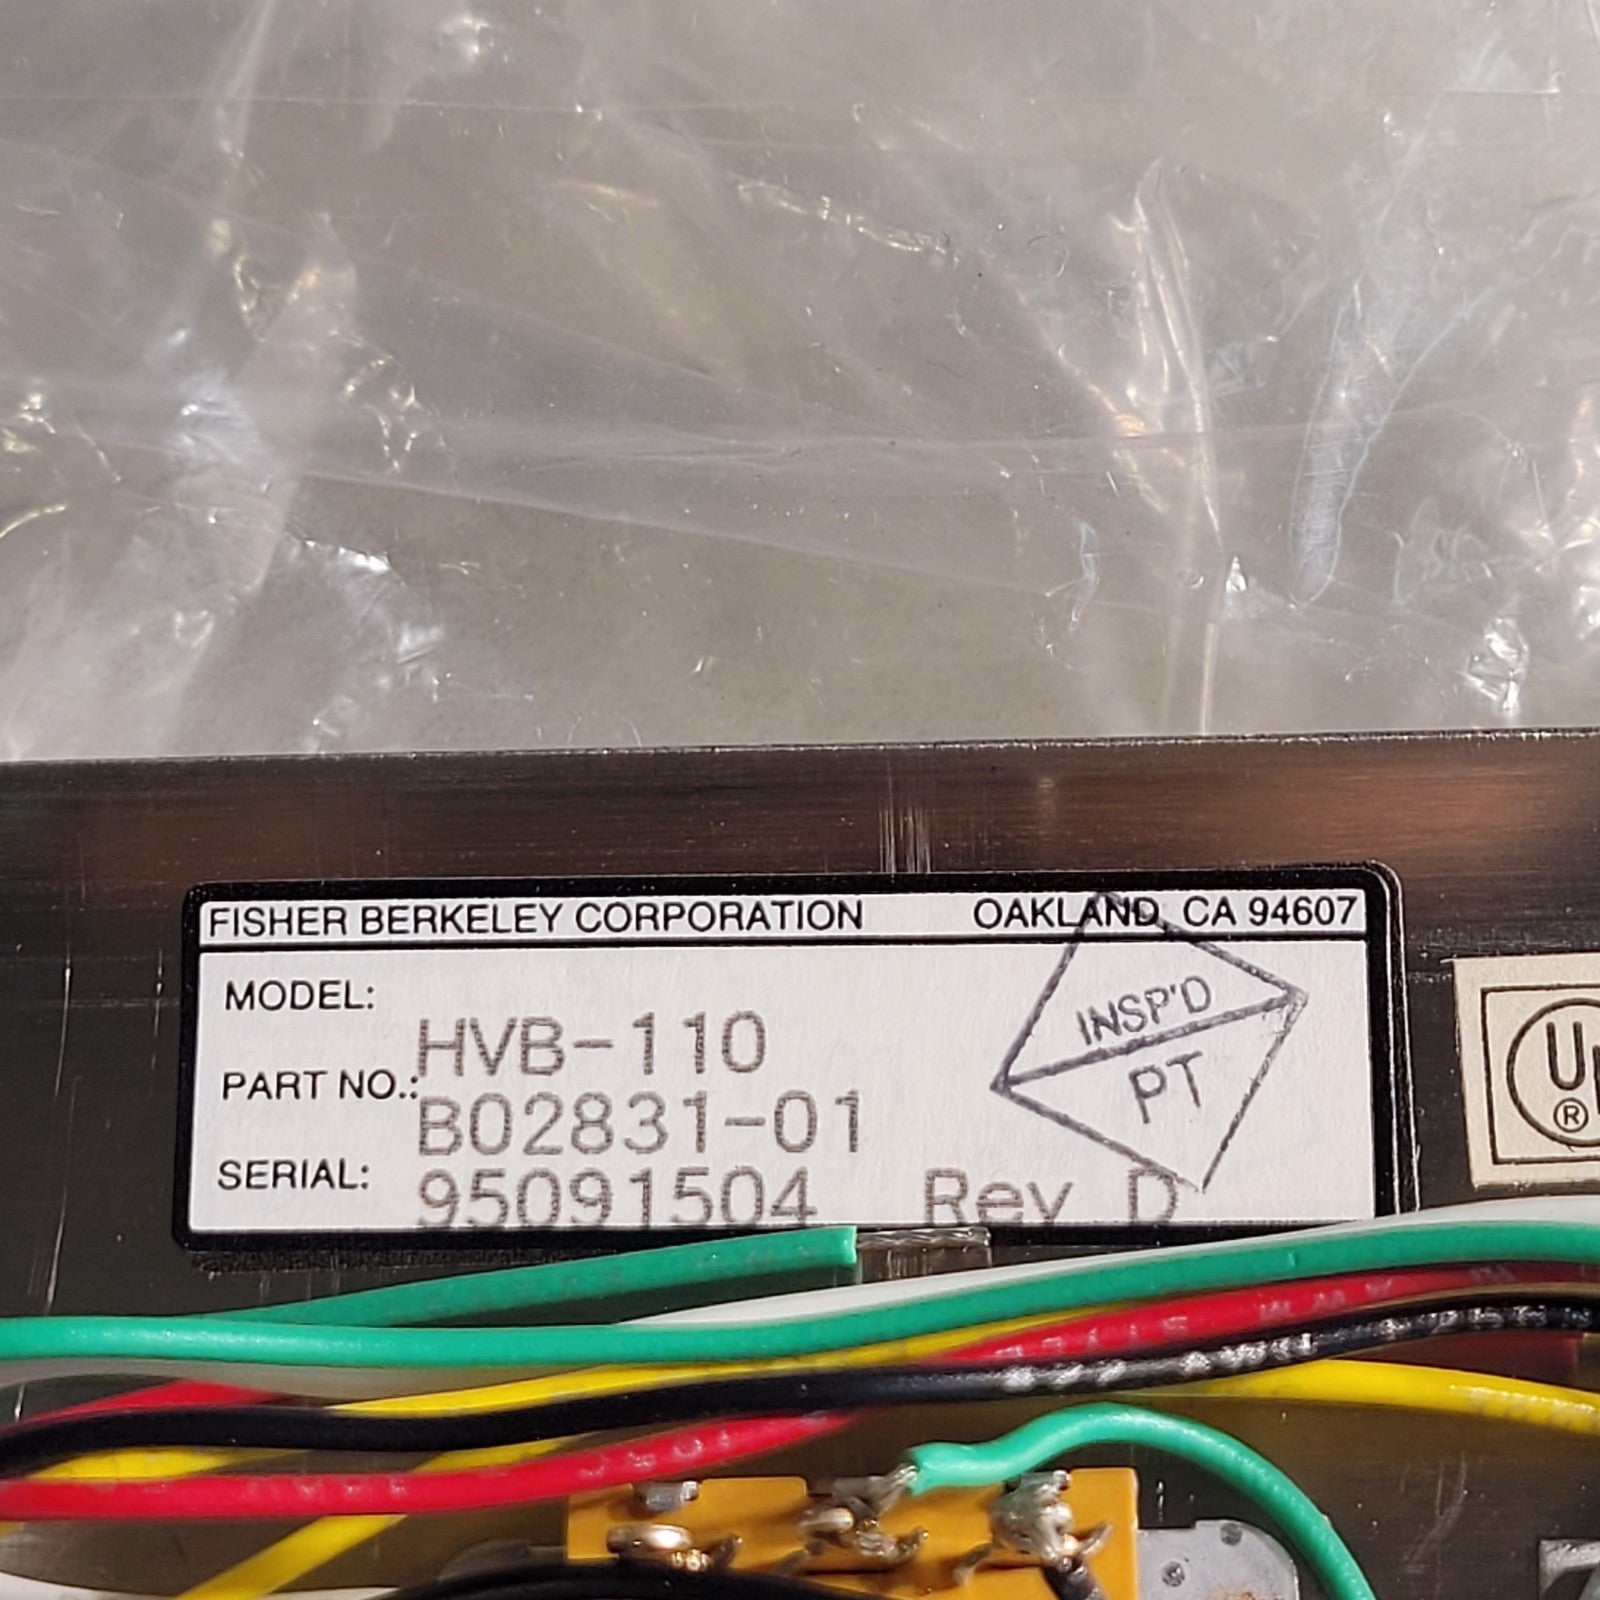 FISHER BERKELEY CORPORATION OAKLAND, CA 94607
MODEL: HVB-110
PART NO.: B02831-01
SERIAL: 95091504 Rev D
INSP'D
PT
U
®